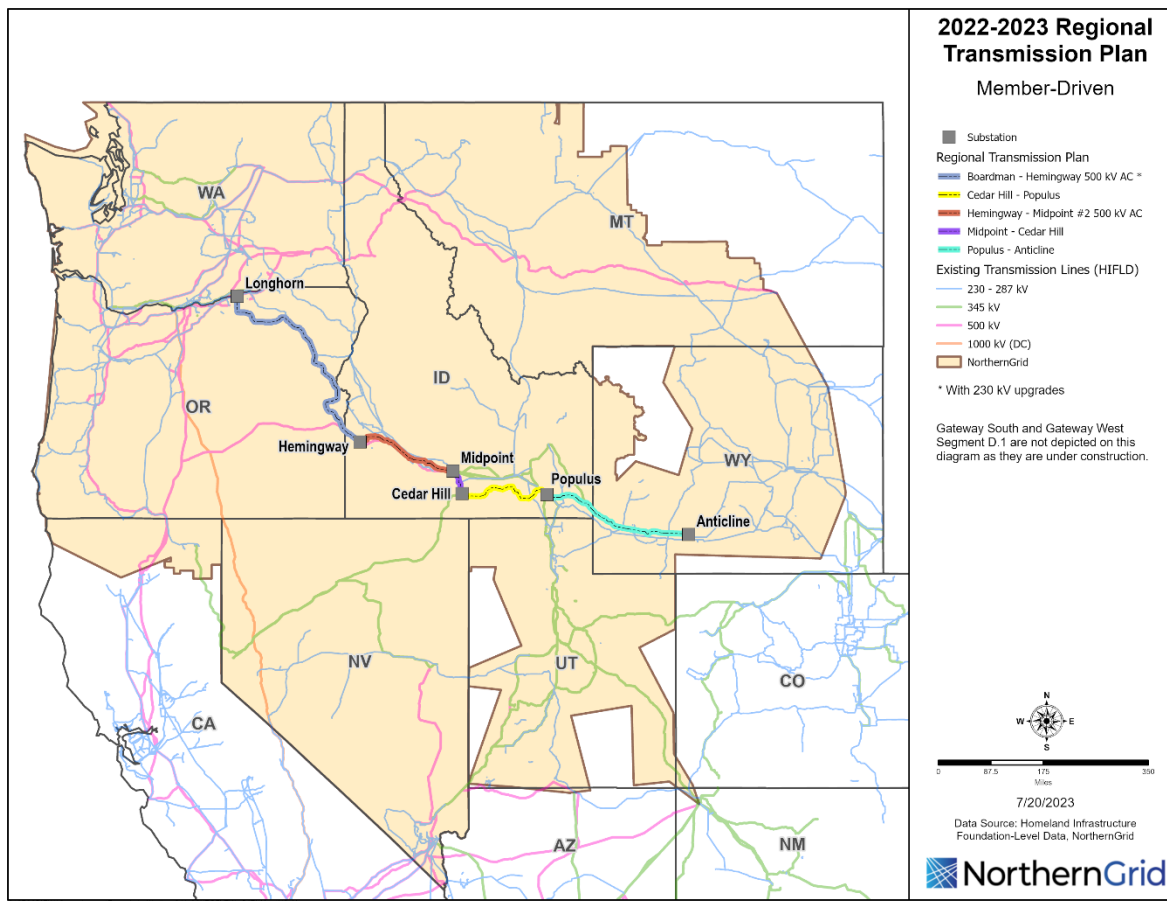 2022-2023 Regional
Transmission Plan
Member-Driven
Substation
Regional Transmission Plan
Boardman - Hemingway 500 kV AC *
Cedar Hill - Populus
Hemingway - Midpoint #2 500 kV AC
Midpoint - Cedar Hill
Populus - Anticline
Existing Transmission Lines (HIFLD)
230 - 287 kV
345 kV
500 kV
1000 kV (DC)
NorthernGrid
* With 230 kV upgrades
Gateway South and Gateway West
Segment D.1 are not depicted on this
diagram as they are under construction.
WA
MT
Longhorn
ID
OR
Hemingway
Midpoint
WY
Cedar Hill
Populus
Anticline
NV
UT
CO
CA
AZ
NM
N
W
E
S
0 87.5 175 350
Miles
7/20/2023
Data Source: Homeland Infrastructure
Foundation-Level Data, NorthernGrid
NorthernGrid